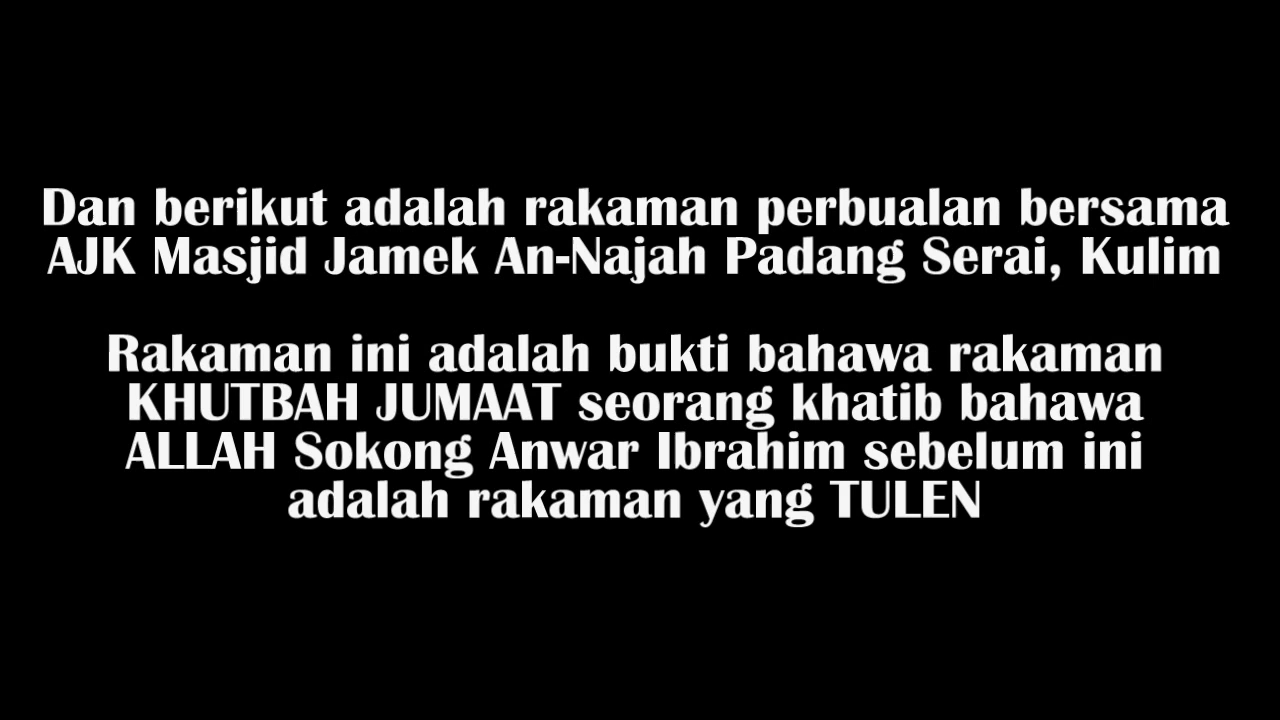 Dan berikut adalah rakaman perbualan bersama
AJK Masjid Jamek An-Najah Padang Serai, Kulim
Rakaman ini adalah bukti bahawa rakaman
KHUTBAH JUMAAT seorang khatib bahawa
ALLAH Sokong Anwar Ibrahim sebelum ini
adalah rakaman yang TULEN